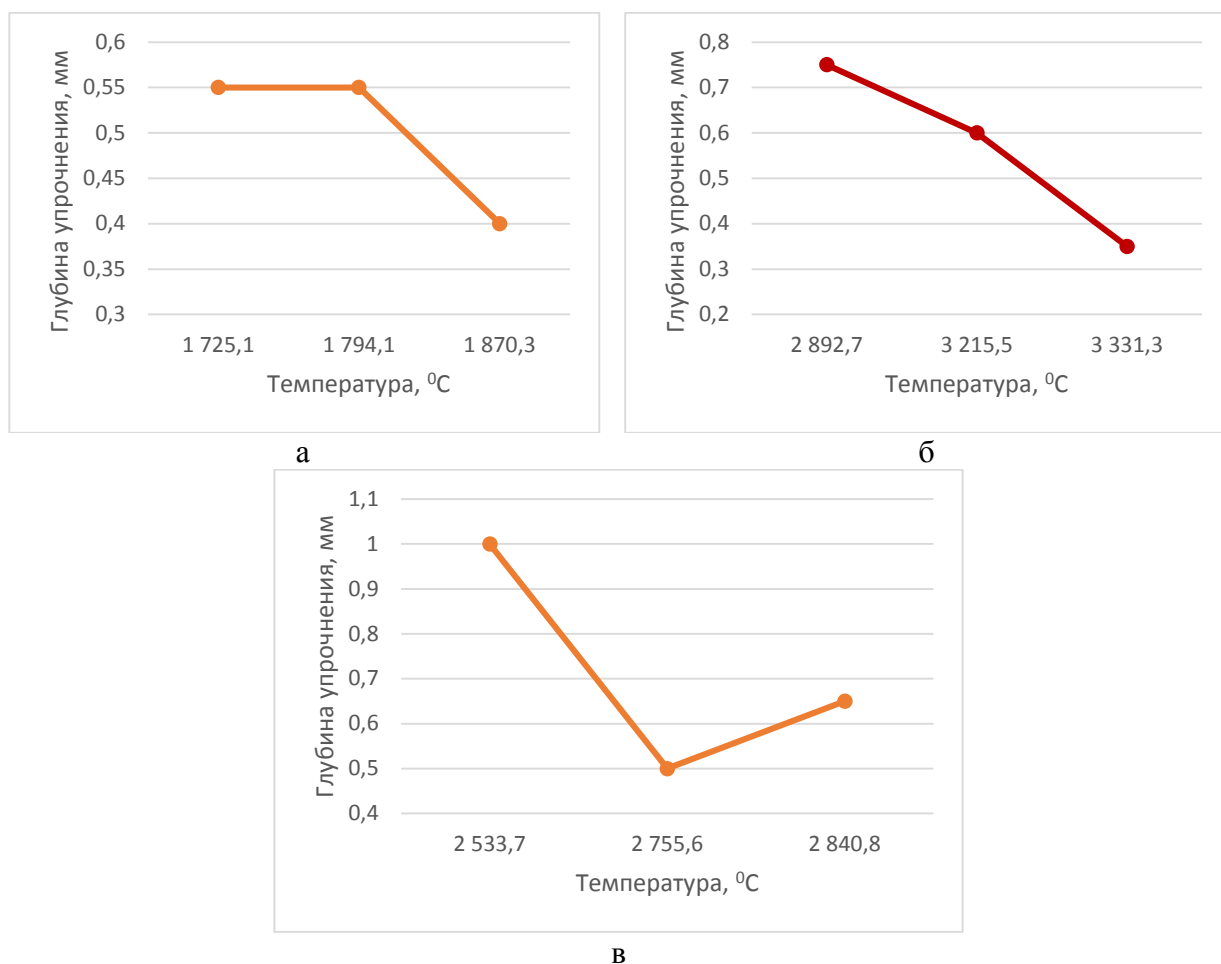 Глубина упрочнения, мм
0,6
0,55
0,5
0,45
0,4
0,35
0,3
1 725,1 1 794,1 1 870,3
Температура, ⁰С
а
Глубина упрочнения, мм
0,8
0,7
0,6
0,5
0,4
0,3
0,2
2 892,7 3 215,5 3 331,3
Температура, ⁰С
б
Глубина упрочнения, мм
1,1
1
0,9
0,8
0,7
0,6
0,5
0,4
2 533,7 2 755,6 2 840,8
Температура, ⁰С
в